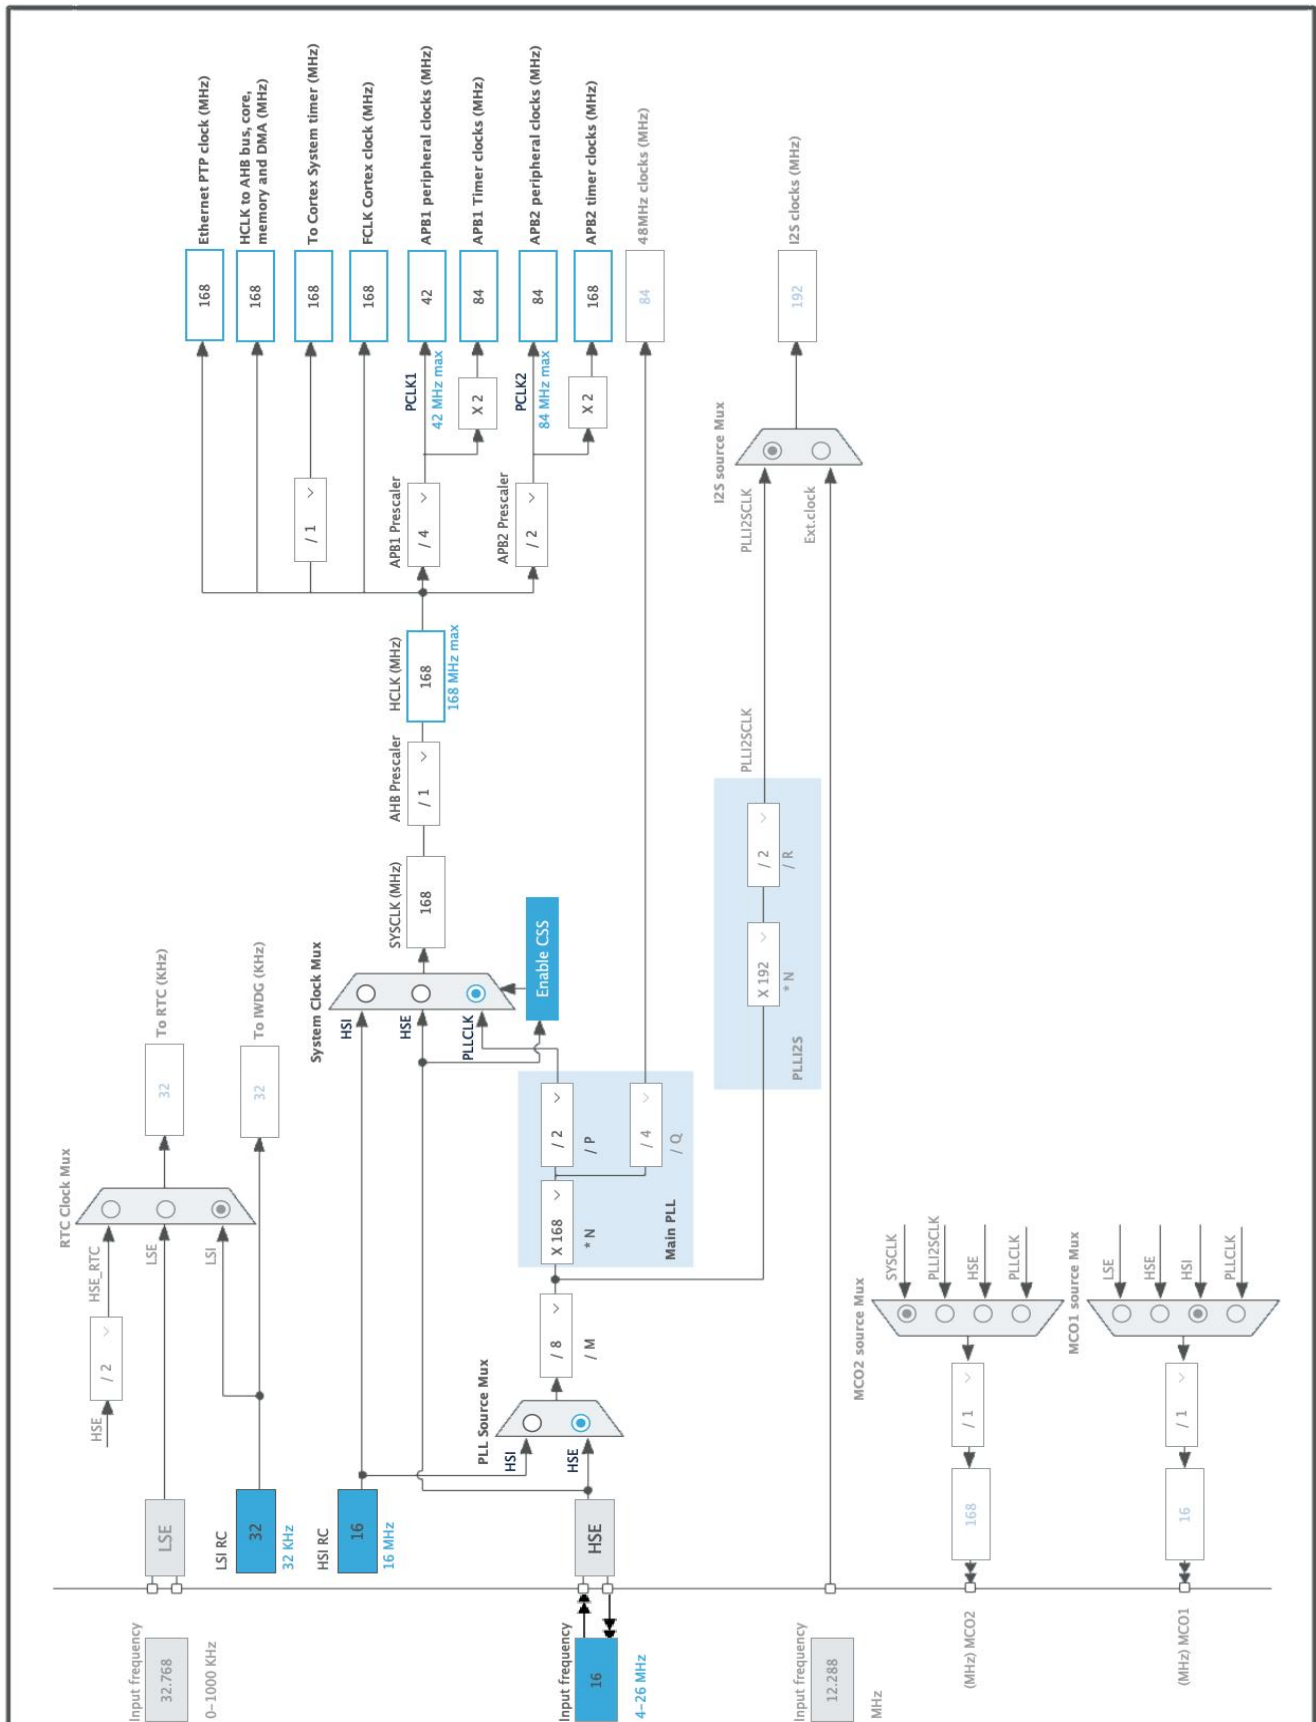 Input frequency
32.768
0-1000 KHz
LSE
HSE
/ 2
HSE_RTC
LSE
LSI
RTC Clock Mux
32
To RTC (KHz)
LSI RC
32
32 KHz
32
To IWDG (KHz)
HSI RC
16
16 MHz
Input frequency
16
4-26 MHz
HSE
PLL Source Mux
HSI
HSE
/ 8
/ M
Main PLL
X 168
* N
/ 2
/ P
/ 4
/ Q
System Clock Mux
HSI
HSE
PLLCLK
Enable CSS
SYSCLK (MHz)
168
AHB Prescaler
/ 1
HCLK (MHz)
168
168 MHz max
168
Ethernet PTP clock (MHz)
168
HCLK to AHB bus, core,
memory and DMA (MHz)
/ 1
168
To Cortex System timer (MHz)
168
FCLK Cortex clock (MHz)
APB1 Prescaler
/ 4
PCLK1
42 MHz max
42
APB1 peripheral clocks (MHz)
X 2
84
APB1 Timer clocks (MHz)
APB2 Prescaler
/ 2
PCLK2
84 MHz max
84
APB2 peripheral clocks (MHz)
X 2
168
APB2 timer clocks (MHz)
84
48MHz clocks (MHz)
PLLI2S
X 192
* N
/ 2
/ R
PLLI2SCLK
PLLI2SCLK
Ext.clock
I2S source Mux
192
I2S clocks (MHz)
Input frequency
12.288
MHz
MCO2 source Mux
SYSCLK
PLLI2SCLK
HSE
PLLCLK
/ 1
168
(MHz) MCO2
MCO1 source Mux
LSE
HSE
HSI
PLLCLK
/ 1
16
(MHz) MCO1